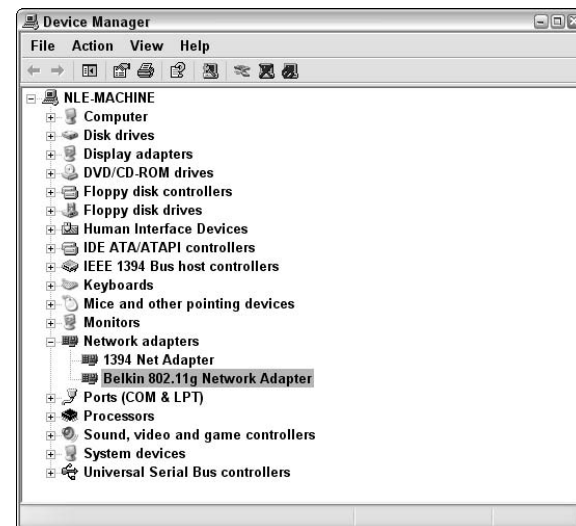 Device Manager
File Action View Help
NLE-MACHINE
Computer
Disk drives
Display adapters
DVD/CD-ROM drives
Floppy disk controllers
Floppy disk drives
Human Interface Devices
IDE ATA/ATAPI controllers
IEEE 1394 Bus host controllers
Keyboards
Mice and other pointing devices
Monitors
Network adapters
1394 Net Adapter
Belkin 802.11g Network Adapter
Ports (COM & LPT)
Processors
Sound, video and game controllers
System devices
Universal Serial Bus controllers